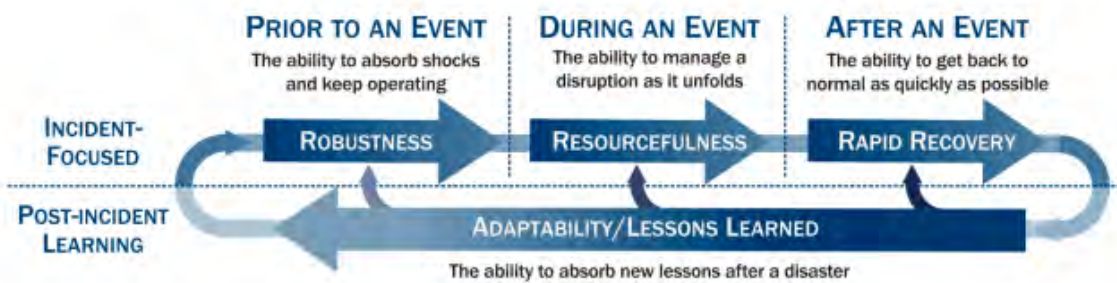 PRIOR TO AN EVENT
The ability to absorb shocks
and keep operating
DURING AN EVENT
The ability to manage a
disruption as it unfolds
AFTER AN EVENT
The ability to get back to
normal as quickly as possible
INCIDENT-
FOCUSED
ROBUSTNESS
RESOURCEFULNESS
RAPID RECOVERY
POST-INCIDENT
LEARNING
ADAPTABILITY/LESSONS LEARNED
The ability to absorb new lessons after a disaster